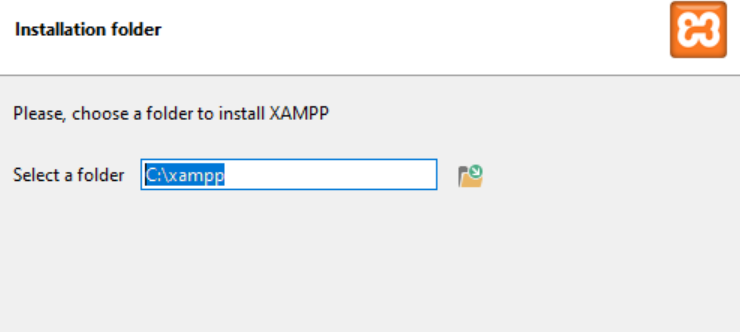 Installation folder
Please, choose a folder to install XAMPP
Select a folder C:\xampp